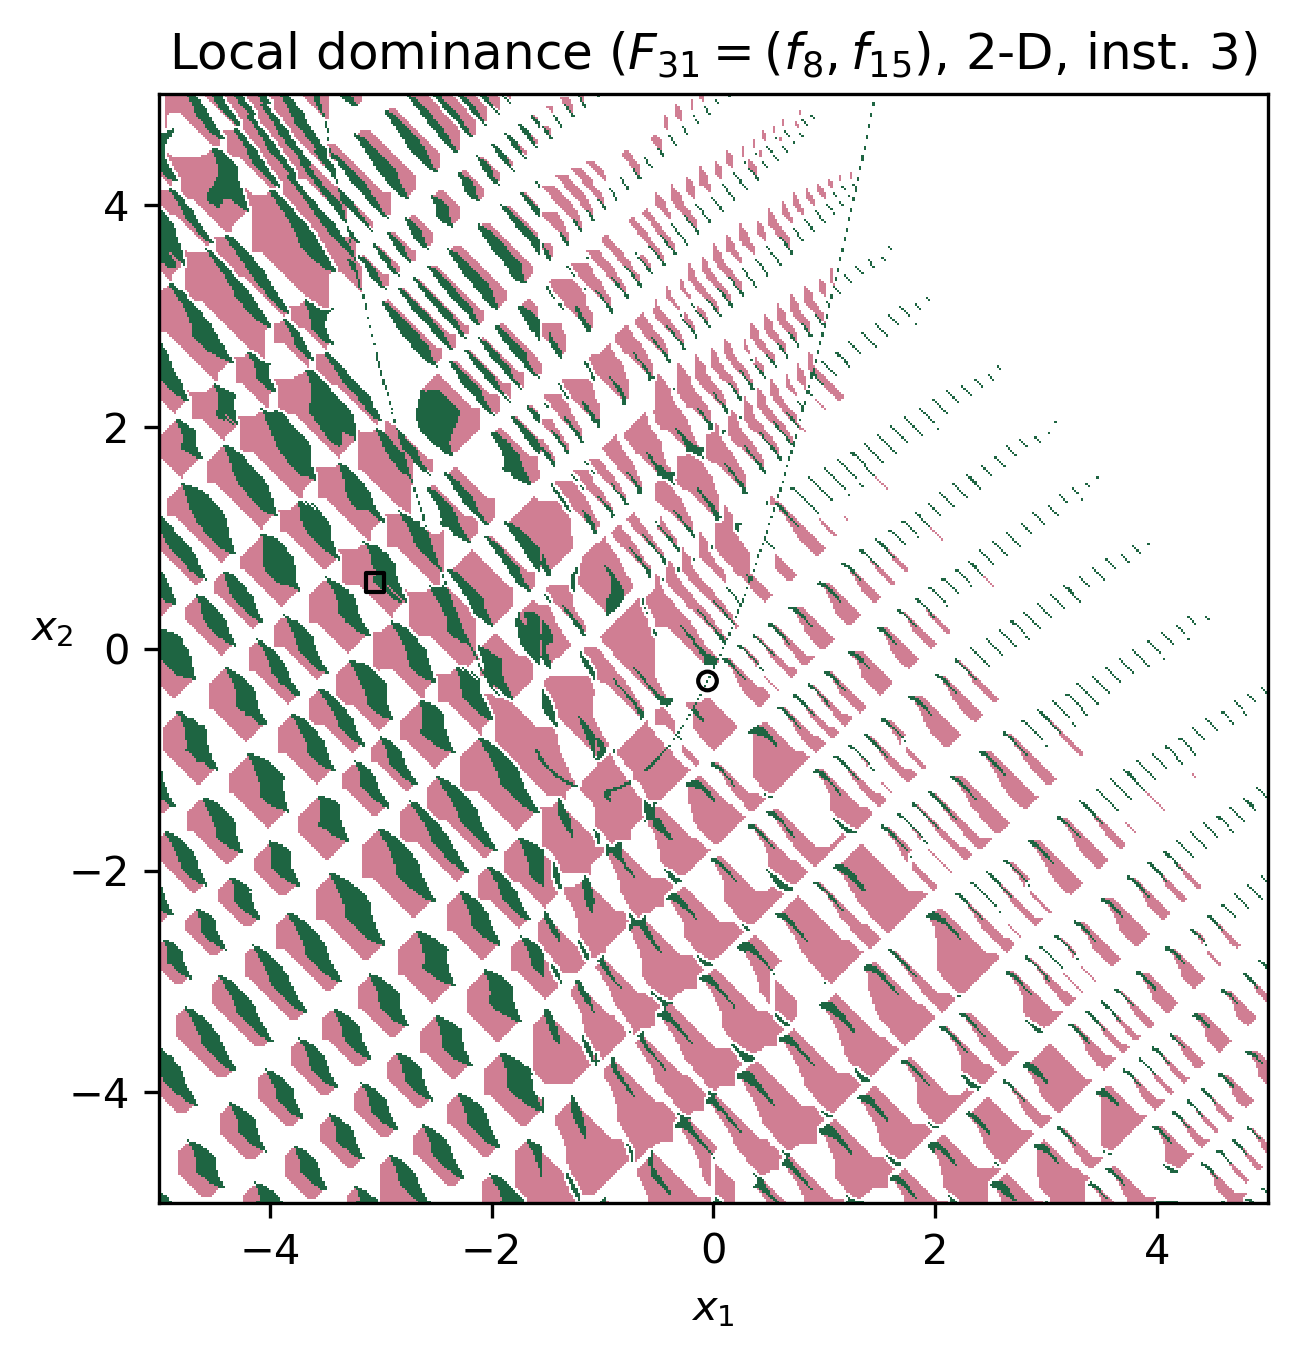 Local dominance (F₃₁ = (f₈, f₁₅), 2-D, inst. 3)
4
2
0
−2
−4
x₂
−4 −2 0 2 4
x₁